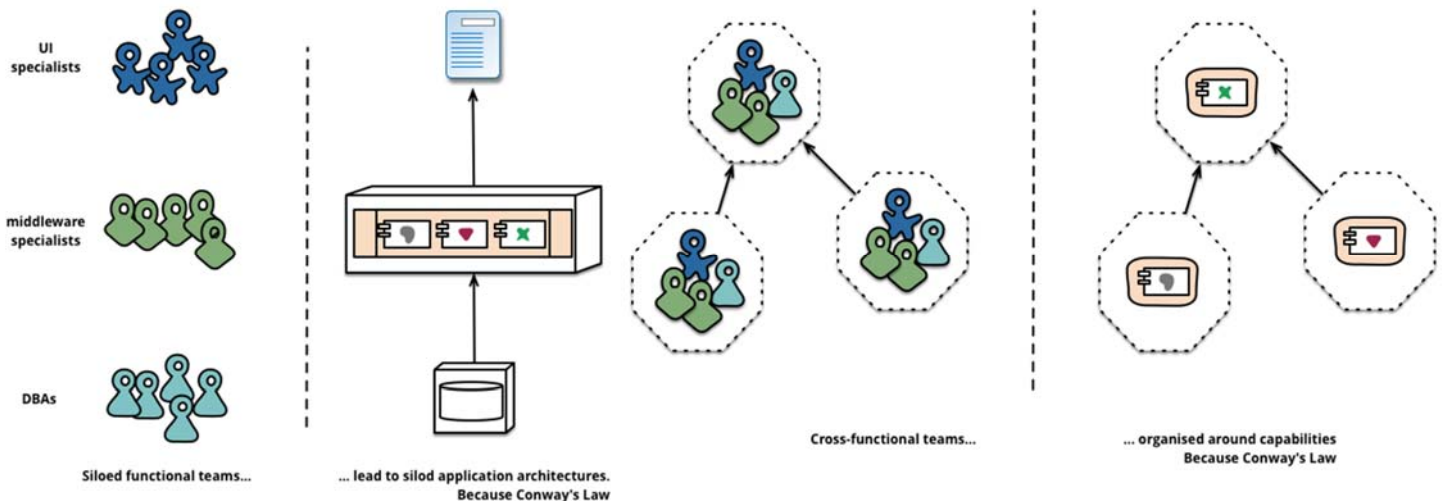 UI
specialists
middleware
specialists
DBAs
Siloed functional teams...
... lead to silod application architectures.
Because Conway's Law
Cross-functional teams...
... organised around capabilities
Because Conway's Law